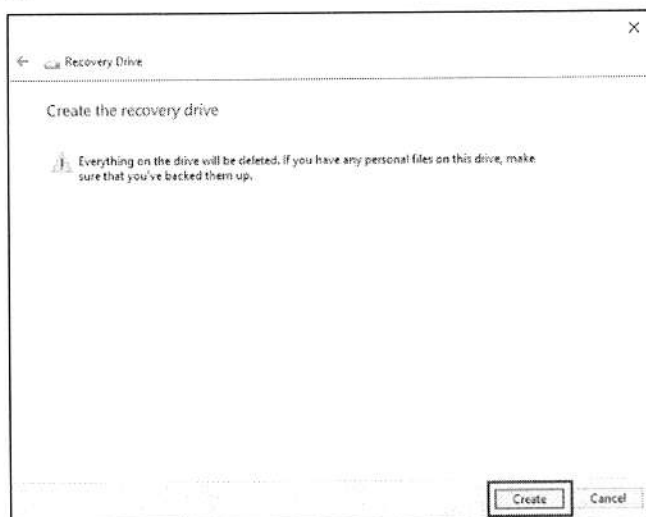 Recovery Drive
Create the recovery drive
Everything on the drive will be deleted. If you have any personal files on this drive, make
sure that you've backed them up.
Create Cancel